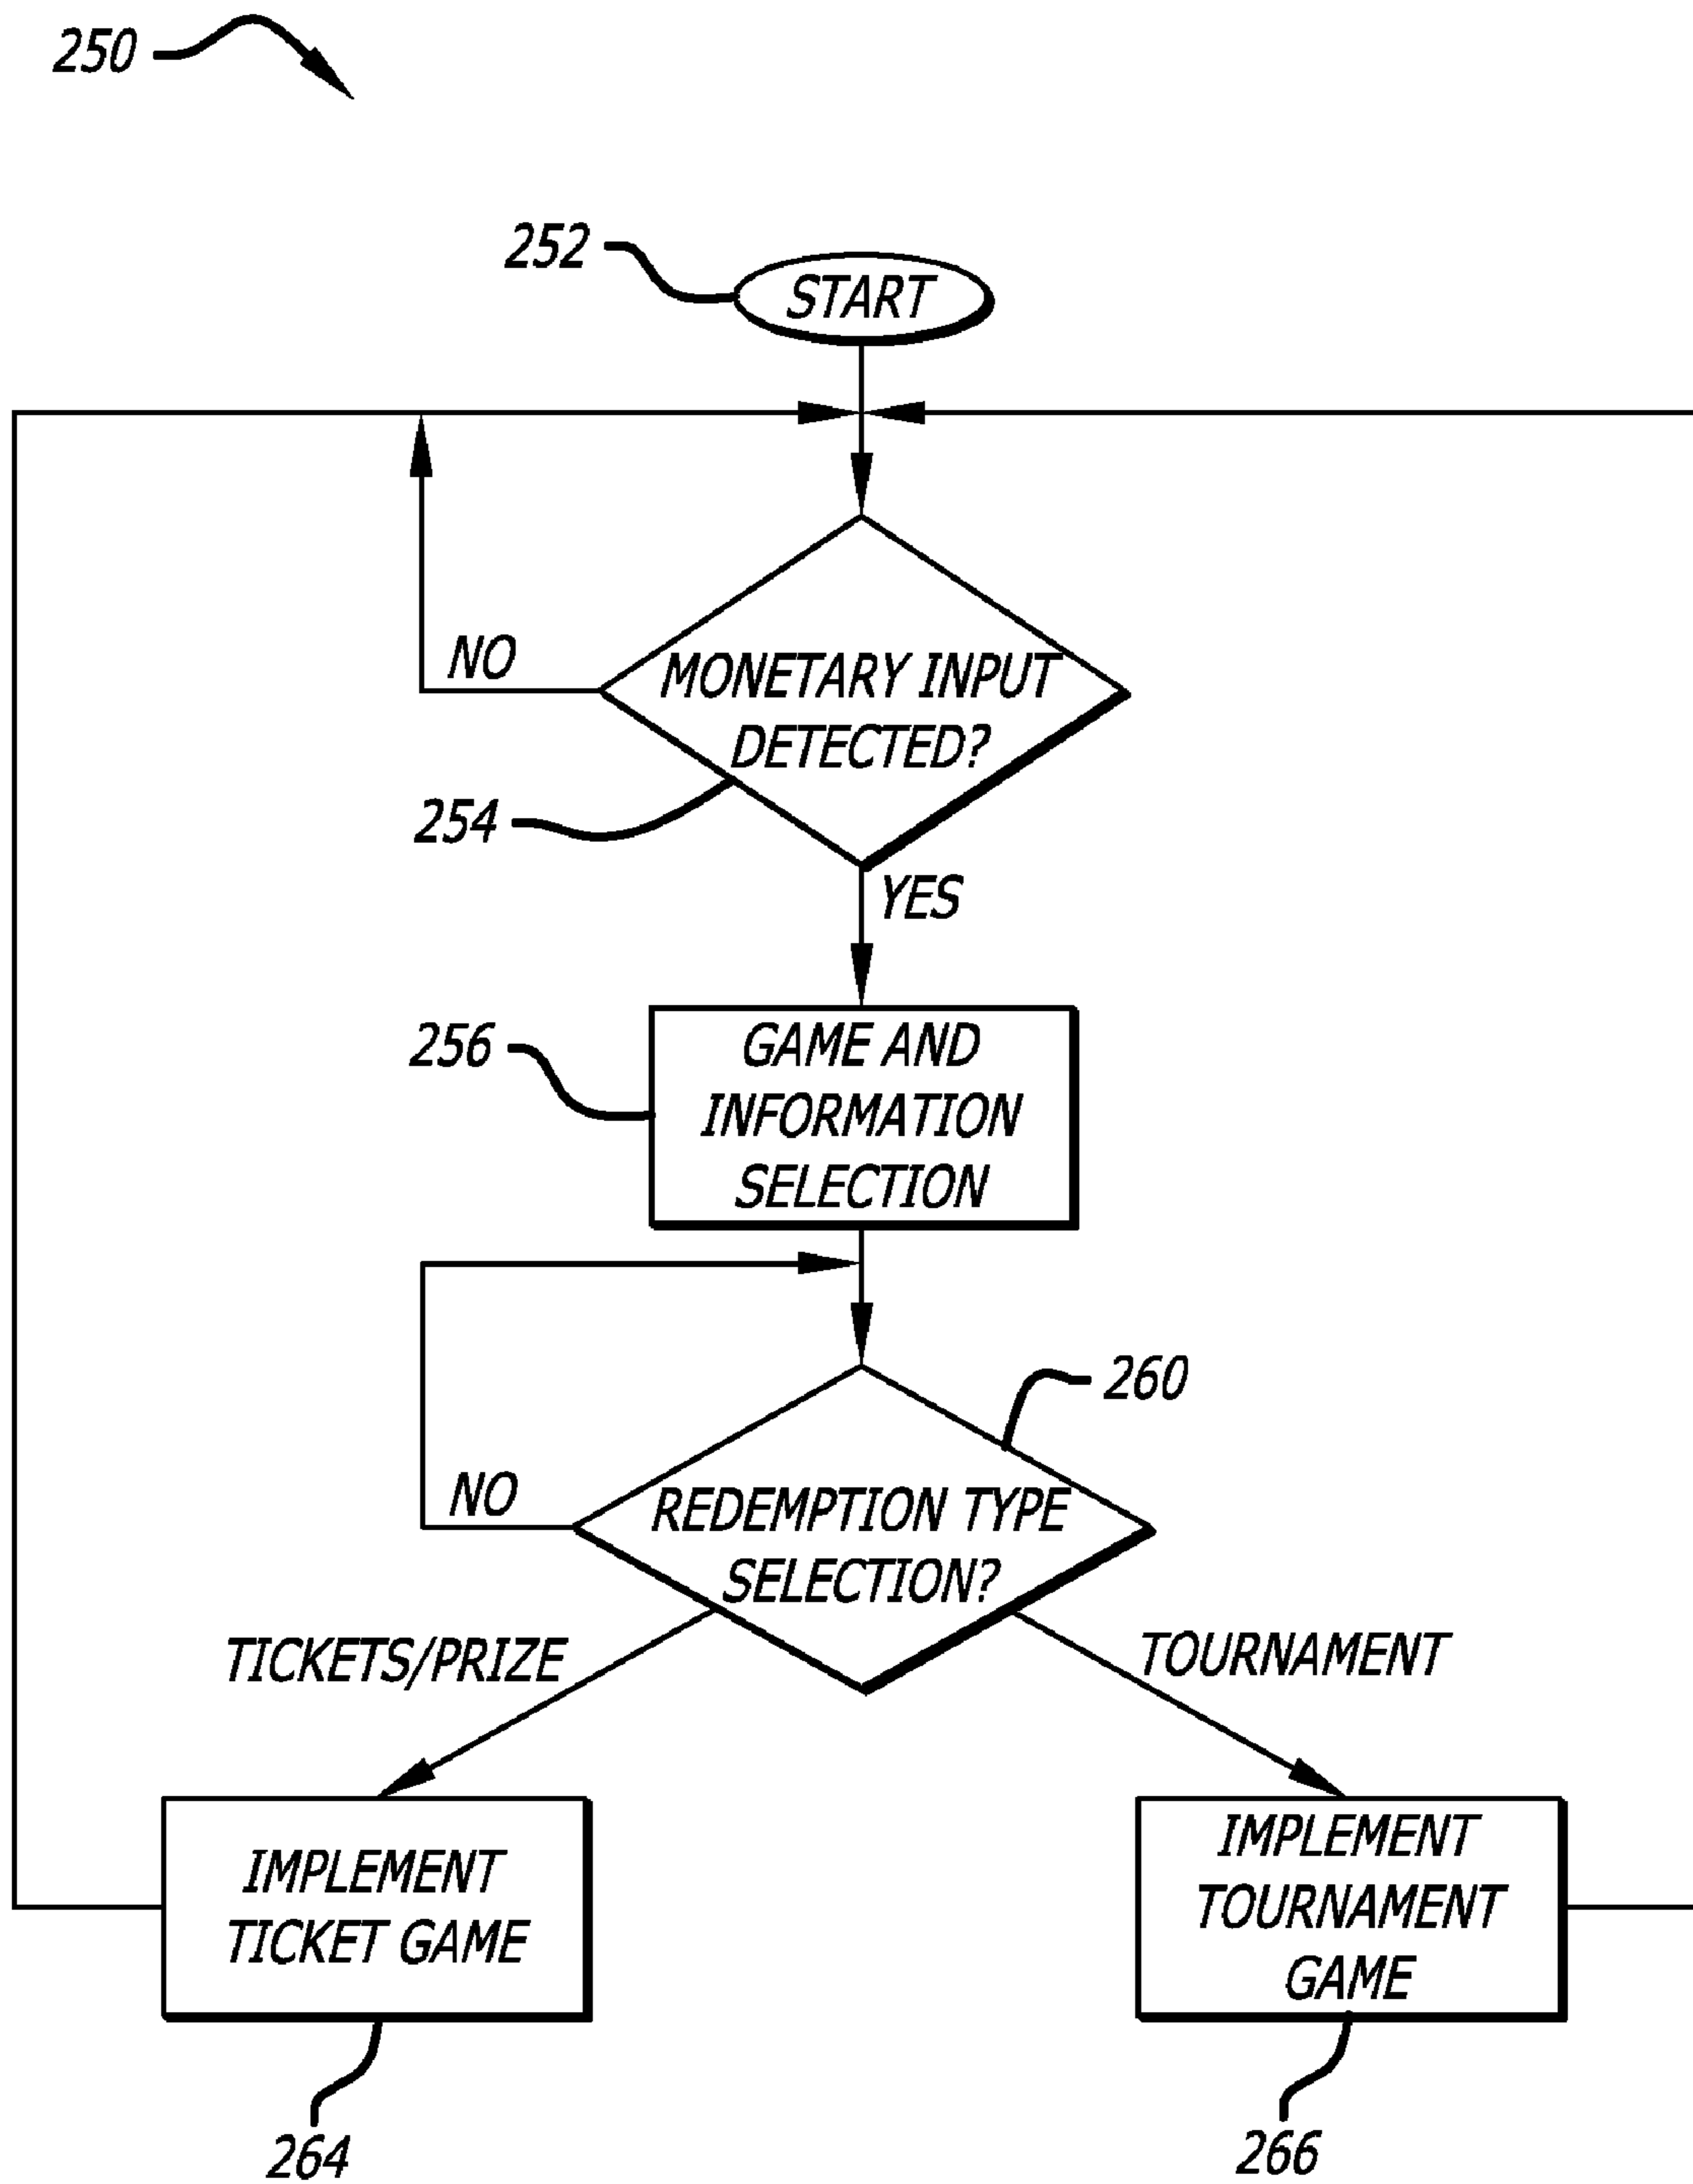 250
252
START
NO
MONETARY INPUT
DETECTED?
254
YES
256
GAME AND
INFORMATION
SELECTION
260
NO
REDEMPTION TYPE
SELECTION?
TICKETS/PRIZE
TOURNAMENT
IMPLEMENT
TICKET GAME
IMPLEMENT
TOURNAMENT
GAME
264
266